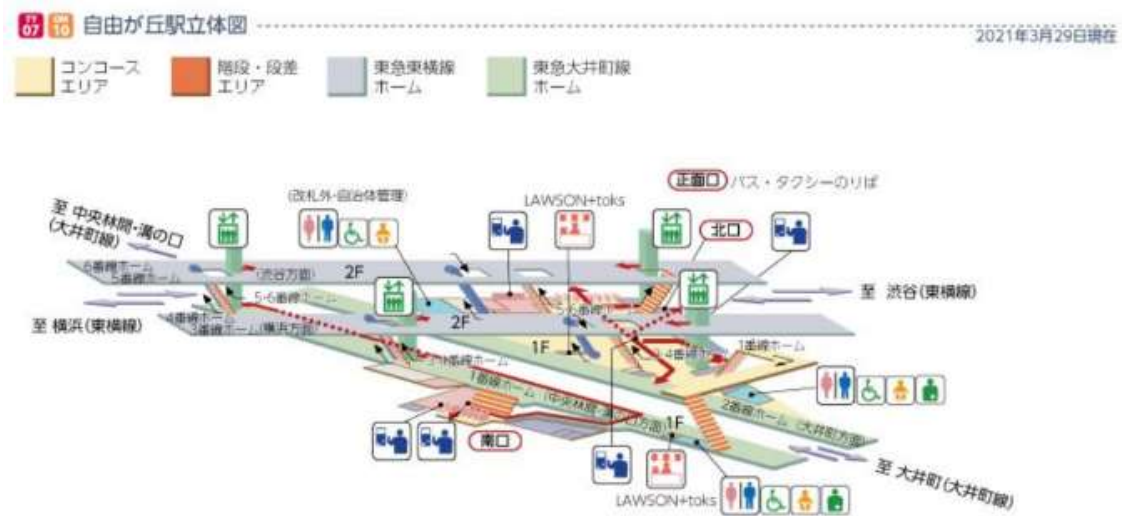 TY 07 OM 10 自由が丘駅立体図
2021年3月29日現在
コンコース
エリア
階段・段差
エリア
東急東横線
ホーム
東急大井町線
ホーム
正面口 バス・タクシーのりば
LAWSON+toks
(改札外・自治体管理)
北口
至 中央林間・溝の口
(大井町線)
6番線ホーム
5番線ホーム
(渋谷方面)
2F
5・6番線ホーム
至 渋谷(東横線)
至 横浜(東横線)
4番線ホーム
3番線ホーム(横浜方面)
2F
1F
1番線ホーム
1番線ホーム (中央林間・溝の口方面)
1F
2番線ホーム (大井町方面)
南口
至 大井町(大井町線)
LAWSON+toks